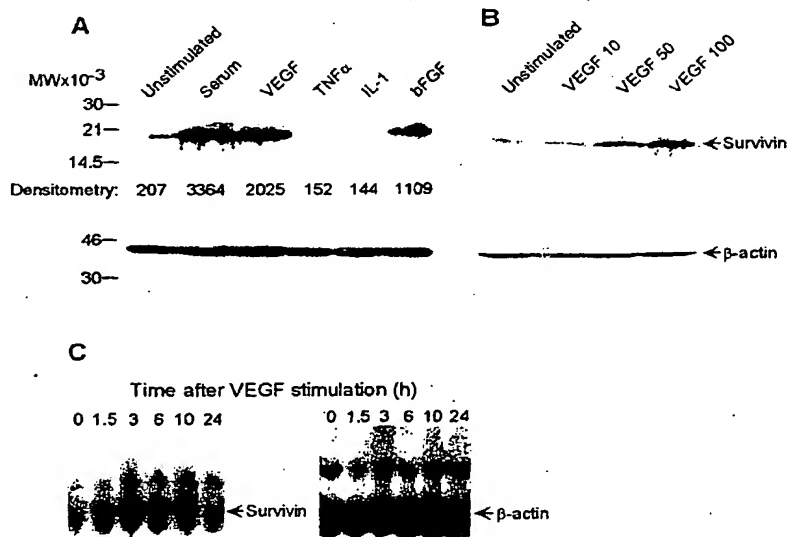 A
Unstimulated Serum VEGF TNFα IL-1 bFGF
MWx10⁻³
30
21
14.5
Densitometry: 207 3364 2025 152 144 1109
46
30
B
Unstimulated VEGF 10 VEGF 50 VEGF 100
Survivin
β-actin
C
Time after VEGF stimulation (h)
0 1.5 3 6 10 24
Survivin
0 1.5 3 6 10 24
β-actin